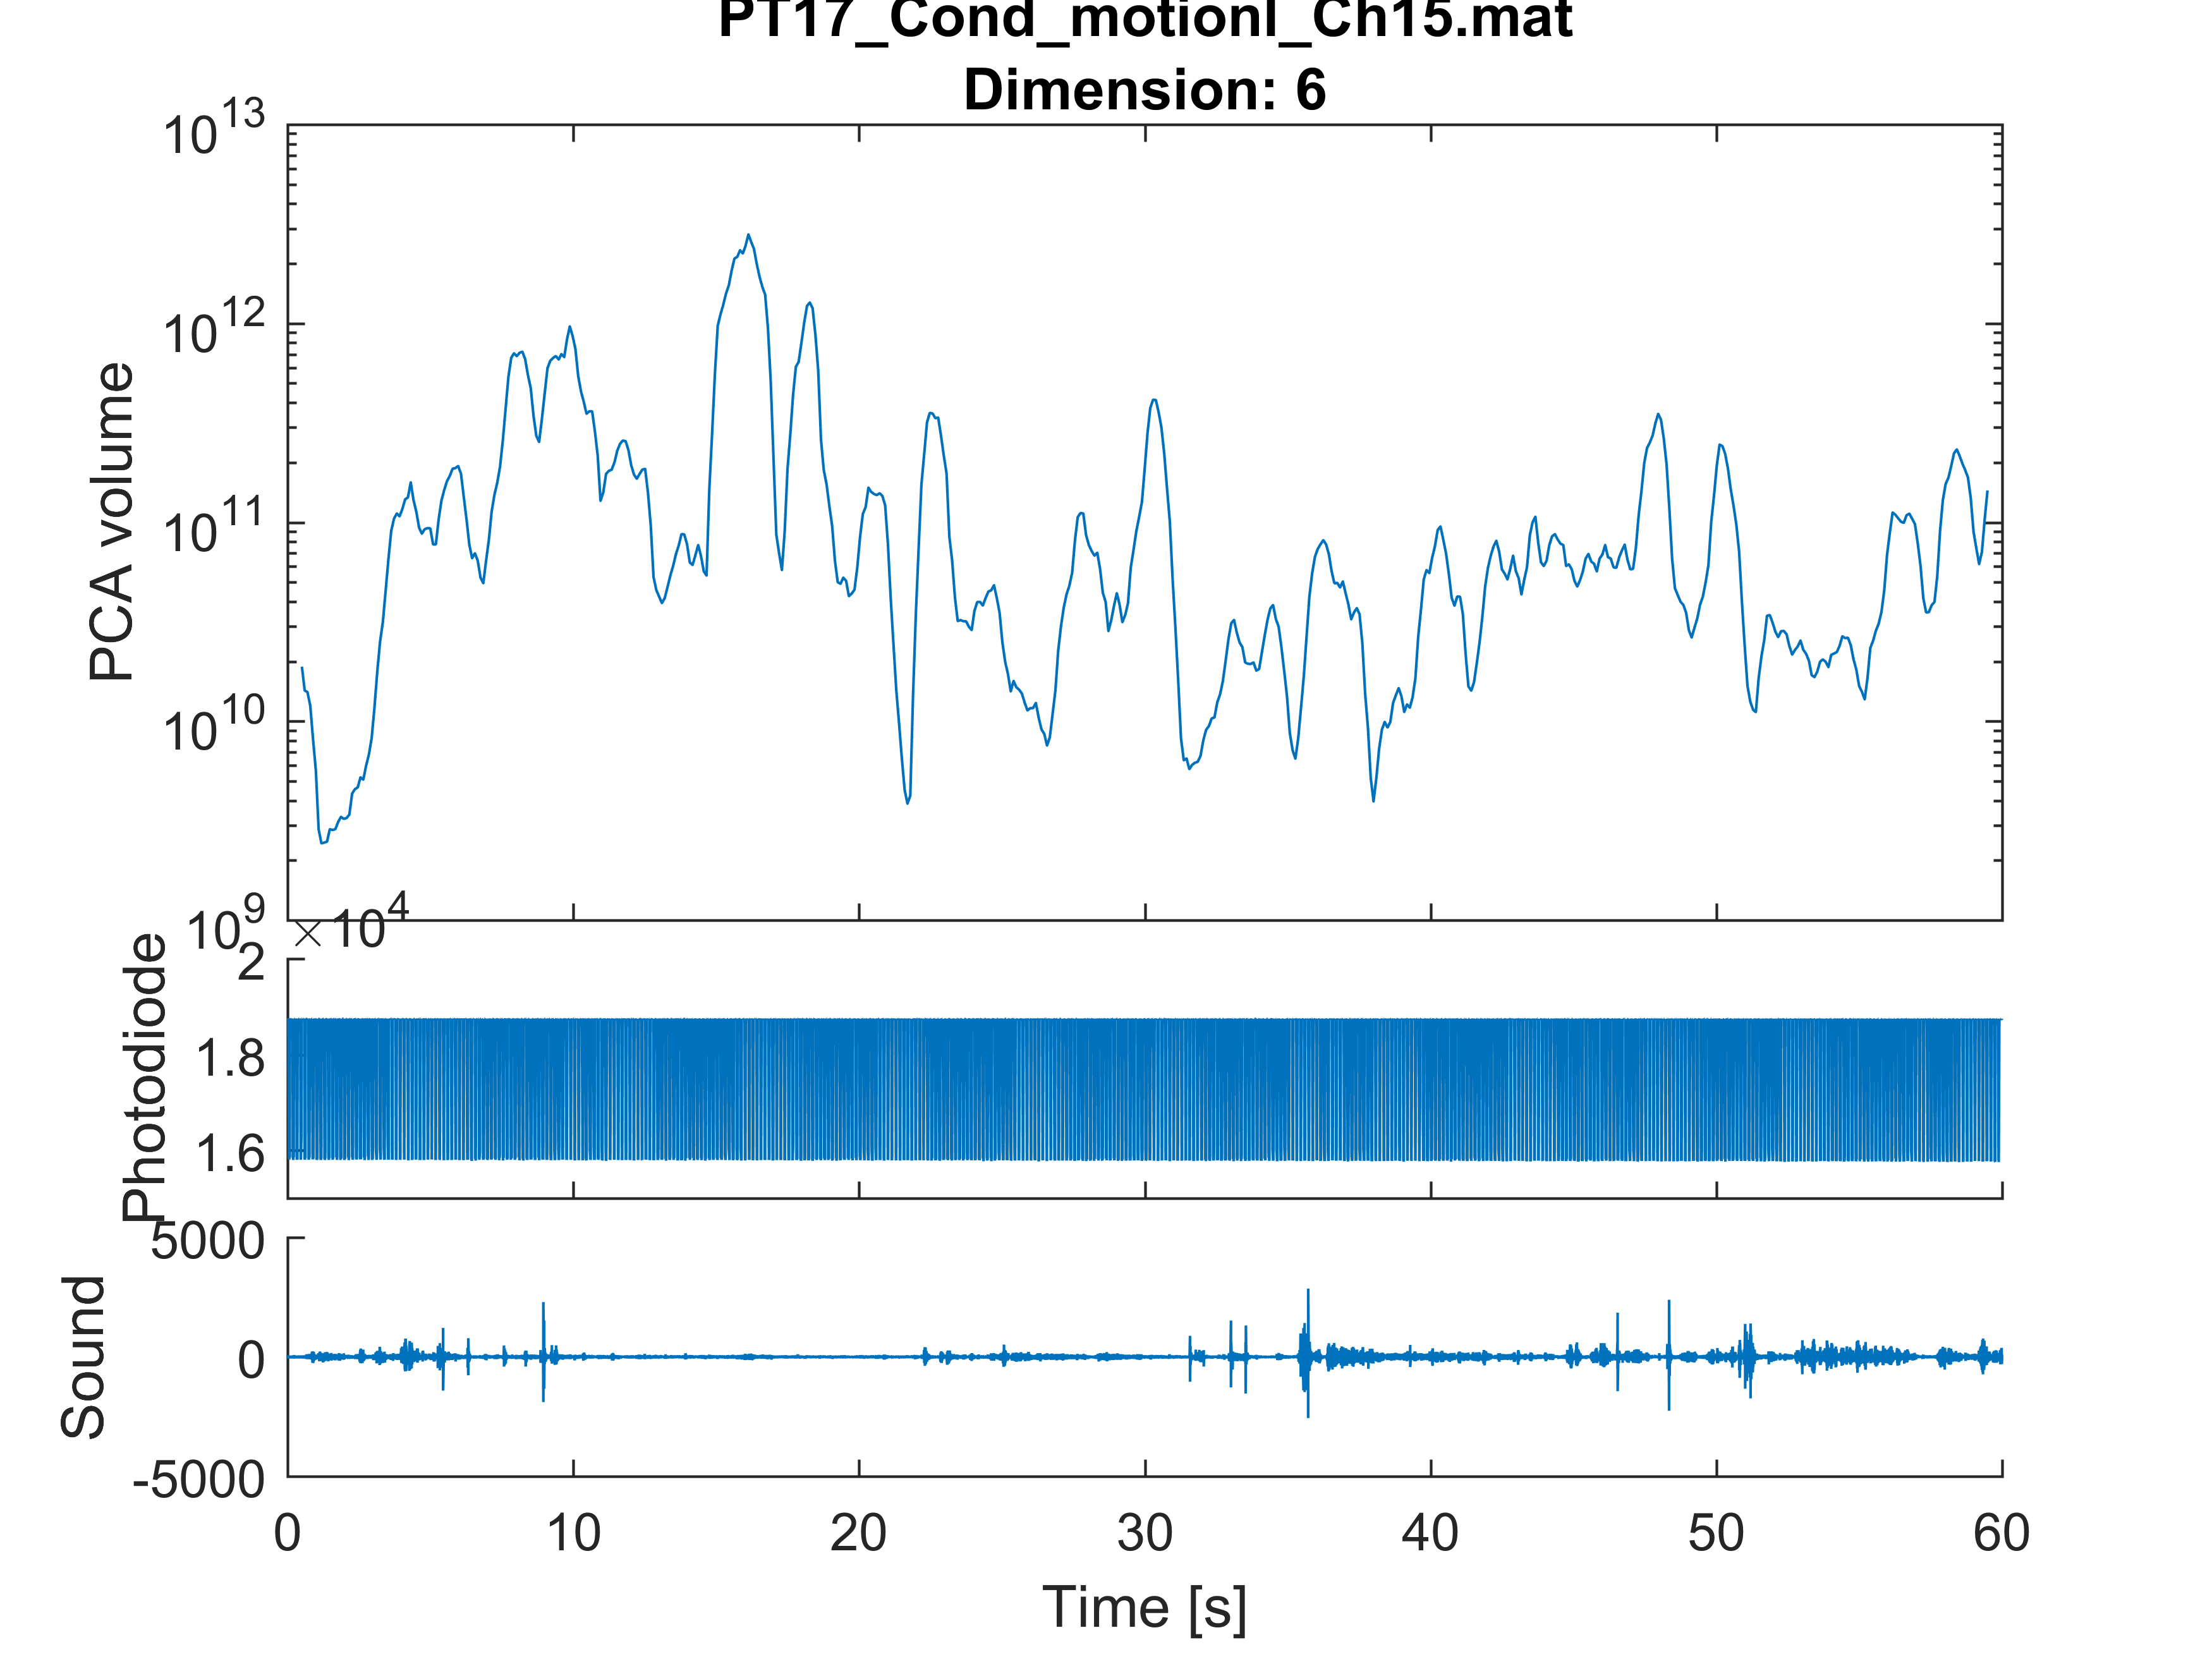 PT17_Cond_motionI_Ch15.mat
Dimension: 6
10^13
10^12
10^11
10^10
10^9
PCA volume
× 10^4
2
1.8
1.6
Photodiode
5000
0
-5000
Sound
0 10 20 30 40 50 60
Time [s]